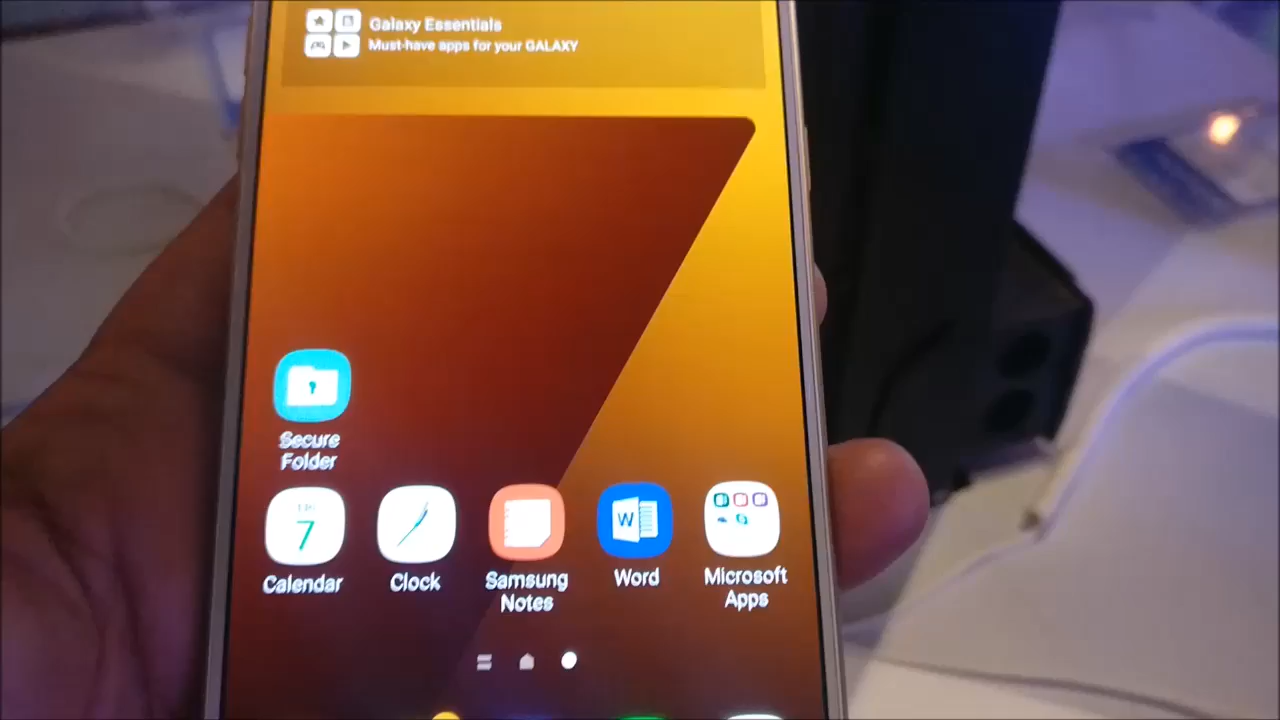 Galaxy Essentials
Must-have apps for your GALAXY
Secure
Folder
7
W
Calendar
Clock
Samsung
Notes
Word
Microsoft
Apps